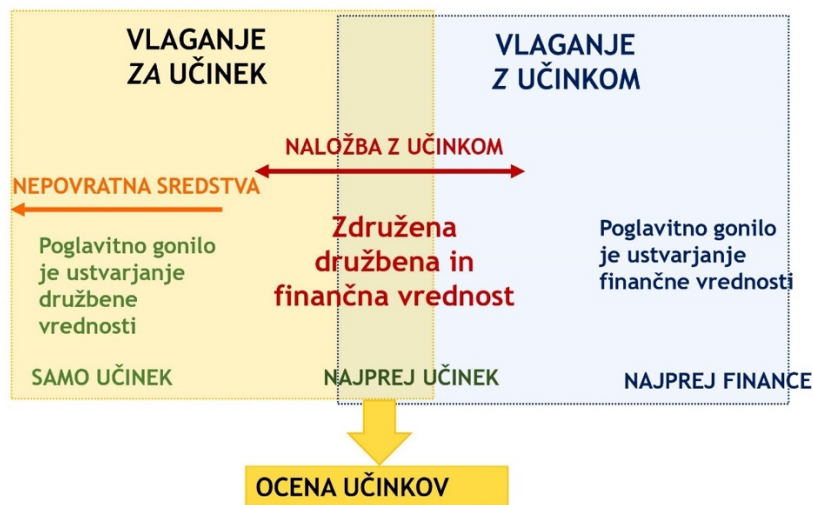 VLAGANJE
ZA UČINEK
VLAGANJE
Z UČINKOM
NALOŽBA Z UČINKOM
NEPOVRATNA SREDSTVA
Poglavitno gonilo
je ustvarjanje
družbene
vrednosti
Združena
družbena in
finančna vrednost
Poglavitno gonilo
je ustvarjanje
finančne vrednosti
SAMO UČINEK
NAJPREJ UČINEK
NAJPREJ FINANCE
OCENA UČINKOV